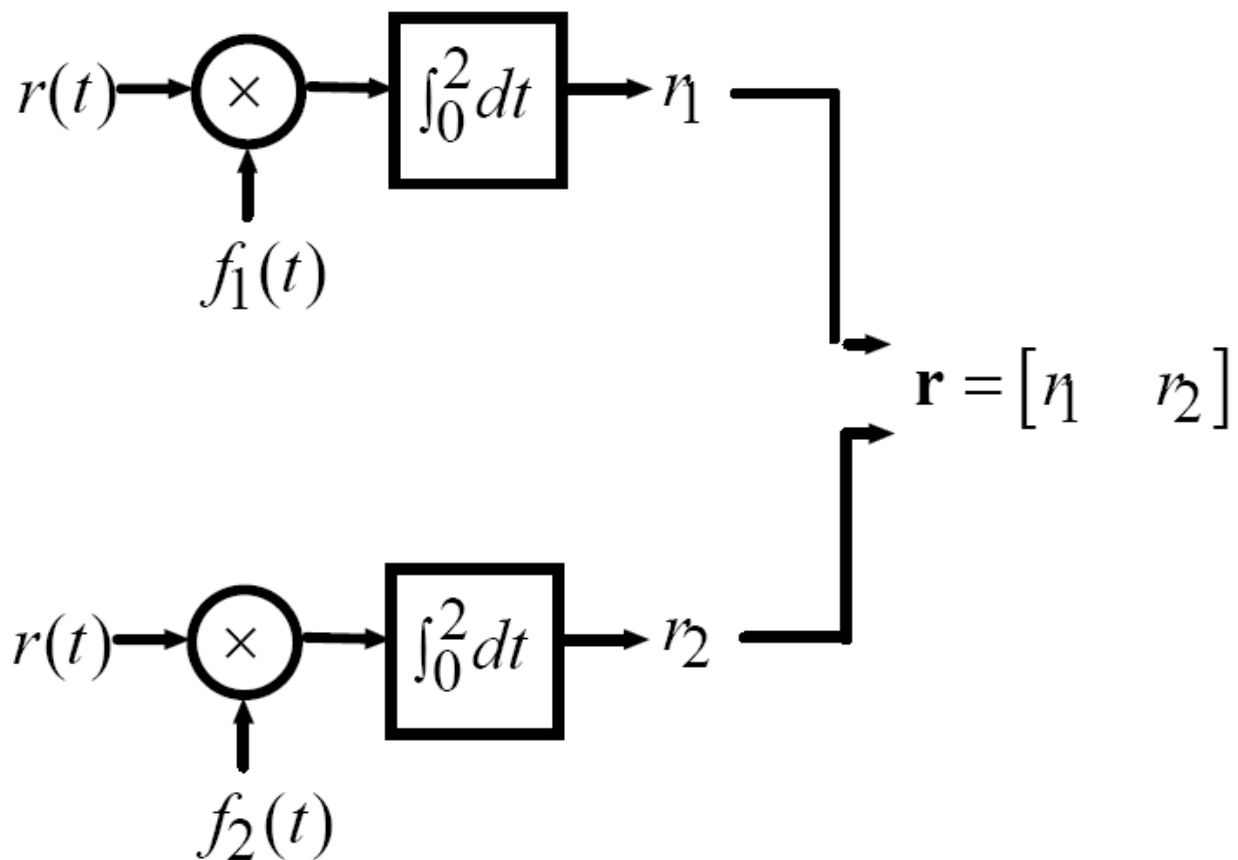 r(t) × ∫₀² dt r₁
f₁(t)
r = [r₁ r₂]
r(t) × ∫₀² dt r₂
f₂(t)